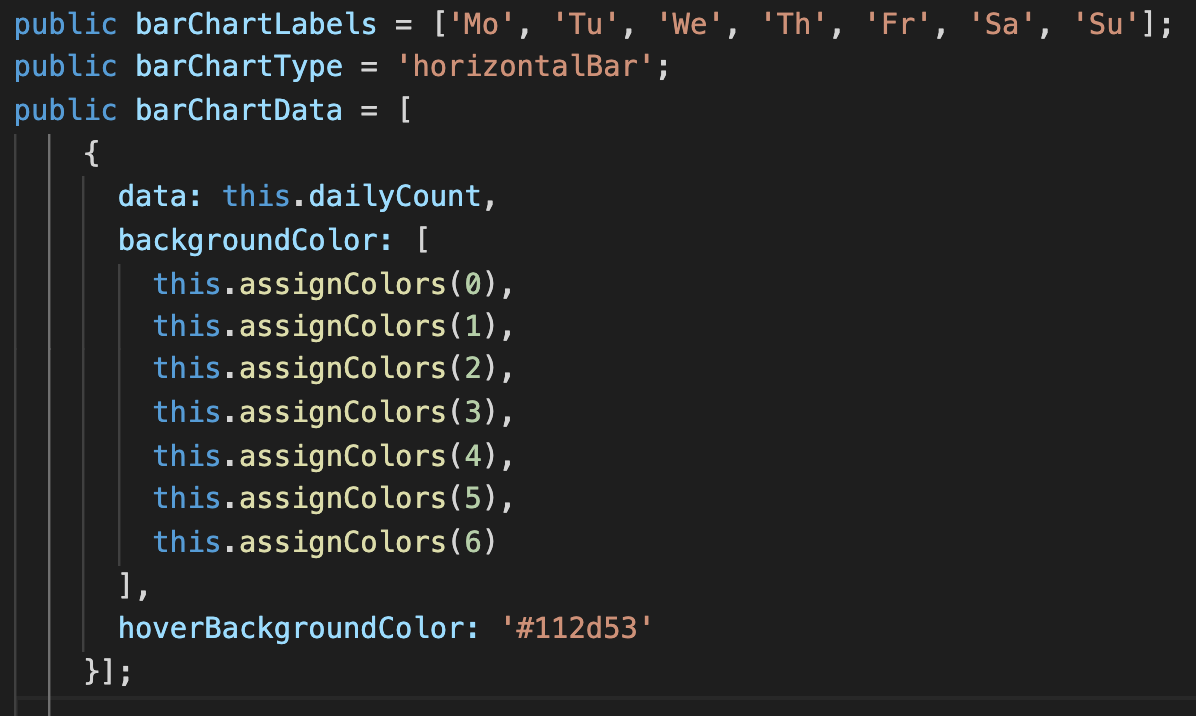 public barChartLabels = ['Mo', 'Tu', 'We', 'Th', 'Fr', 'Sa', 'Su'];
public barChartType = 'horizontalBar';
public barChartData = [
    {
      data: this.dailyCount,
      backgroundColor: [
        this.assignColors(0),
        this.assignColors(1),
        this.assignColors(2),
        this.assignColors(3),
        this.assignColors(4),
        this.assignColors(5),
        this.assignColors(6)
      ],
      hoverBackgroundColor: '#112d53'
    }];